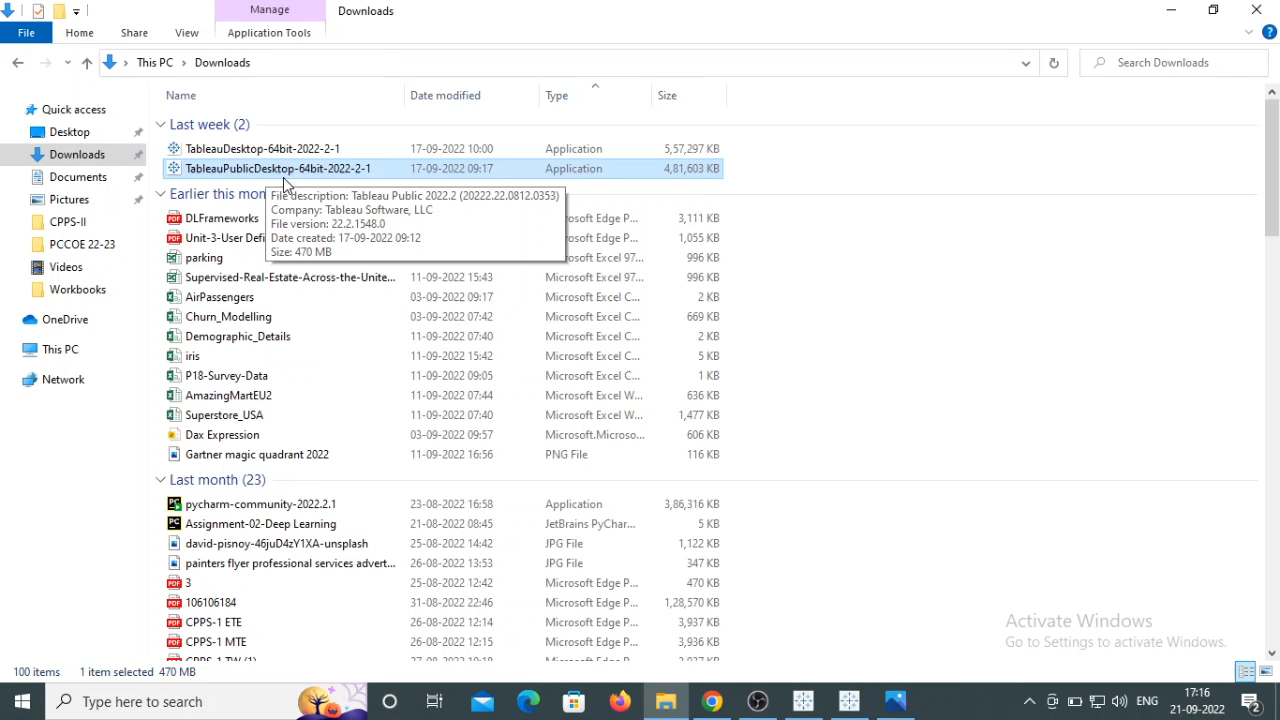 Manage Downloads
File Home Share View Application Tools
This PC Downloads Search Downloads
Name Date modified Type Size
Quick access
Desktop
Downloads
Documents
Pictures
CPPS-II
PCCOE 22-23
Videos
Workbooks
OneDrive
This PC
Network
Last week (2)
TableauDesktop-64bit-2022-2-1 17-09-2022 10:00 Application 5,57,297 KB
TableauPublicDesktop-64bit-2022-2-1 17-09-2022 09:17 Application 4,81,603 KB
Earlier this mon
File description: Tableau Public 2022.2 (20222.22.0812.0353)
Company: Tableau Software, LLC
File version: 22.2.1548.0
Date created: 17-09-2022 09:12
Size: 470 MB
DLFrameworks rosoft Edge P... 3,111 KB
Unit-3-User Defi rosoft Edge P... 1,055 KB
parking rosoft Excel 97... 996 KB
Supervised-Real-Estate-Across-the-Unite... 11-09-2022 15:43 Microsoft Excel 97... 996 KB
AirPassengers 03-09-2022 09:17 Microsoft Excel C... 2 KB
Churn_Modelling 03-09-2022 07:42 Microsoft Excel C... 669 KB
Demographic_Details 11-09-2022 07:40 Microsoft Excel C... 2 KB
iris 11-09-2022 15:42 Microsoft Excel C... 5 KB
P18-Survey-Data 11-09-2022 09:05 Microsoft Excel C... 1 KB
AmazingMartEU2 11-09-2022 07:44 Microsoft Excel W... 636 KB
Superstore_USA 11-09-2022 07:40 Microsoft Excel W... 1,477 KB
Dax Expression 03-09-2022 09:57 Microsoft.Microso... 606 KB
Gartner magic quadrant 2022 11-09-2022 16:56 PNG File 116 KB
Last month (23)
pycharm-community-2022.2.1 23-08-2022 16:58 Application 3,86,316 KB
Assignment-02-Deep Learning 21-08-2022 08:45 JetBrains PyChar... 5 KB
david-pisnoy-46juD4zY1XA-unsplash 25-08-2022 14:42 JPG File 1,122 KB
painters flyer professional services advert... 26-08-2022 13:53 JPG File 347 KB
3 25-08-2022 12:42 Microsoft Edge P... 470 KB
106106184 31-08-2022 22:46 Microsoft Edge P... 1,28,570 KB
CPPS-1 ETE 26-08-2022 12:14 Microsoft Edge P... 3,937 KB
CPPS-1 MTE 26-08-2022 12:15 Microsoft Edge P... 3,936 KB
Activate Windows
Go to Settings to activate Windows.
100 items 1 item selected 470 MB
Type here to search
ENG
17:16
21-09-2022
2